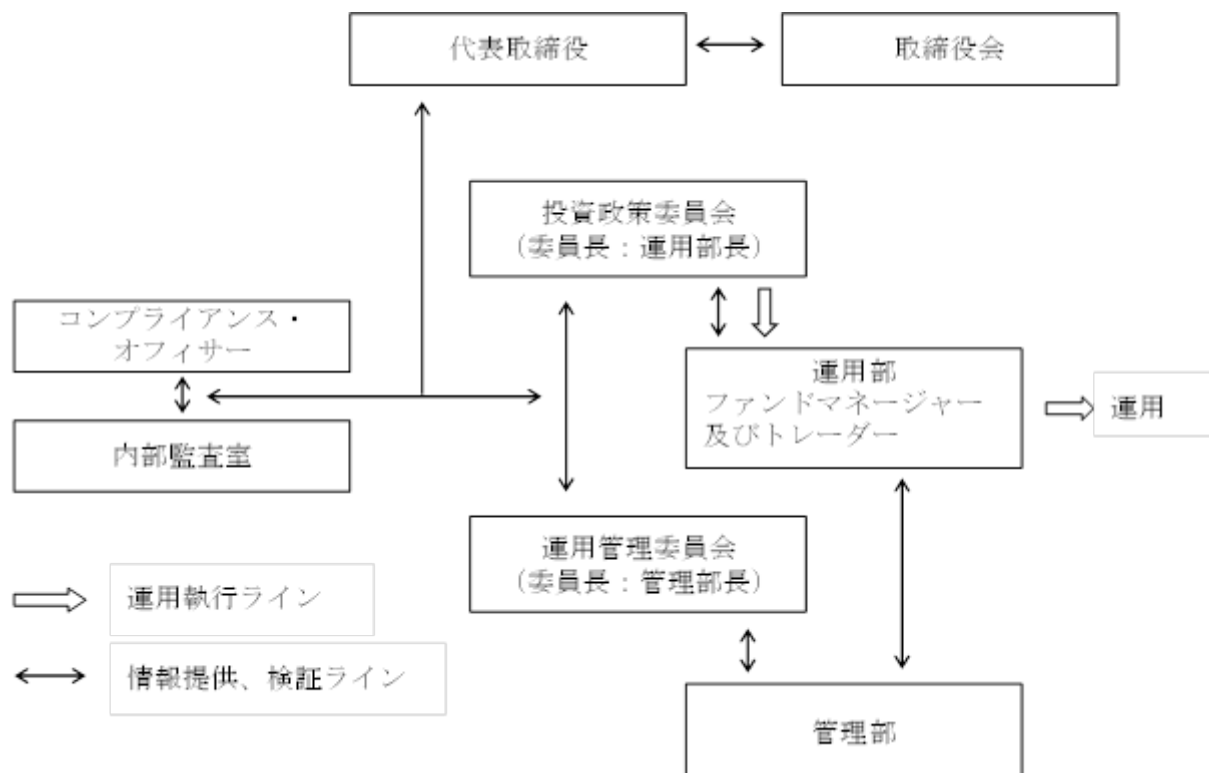 代表取締役
取締役会
投資政策委員会
（委員長：運用部長）
コンプライアンス・
オフィサー
運用部
ファンドマネージャー
及びトレーダー
運用
内部監査室
運用管理委員会
（委員長：管理部長）
運用執行ライン
情報提供、検証ライン
管理部